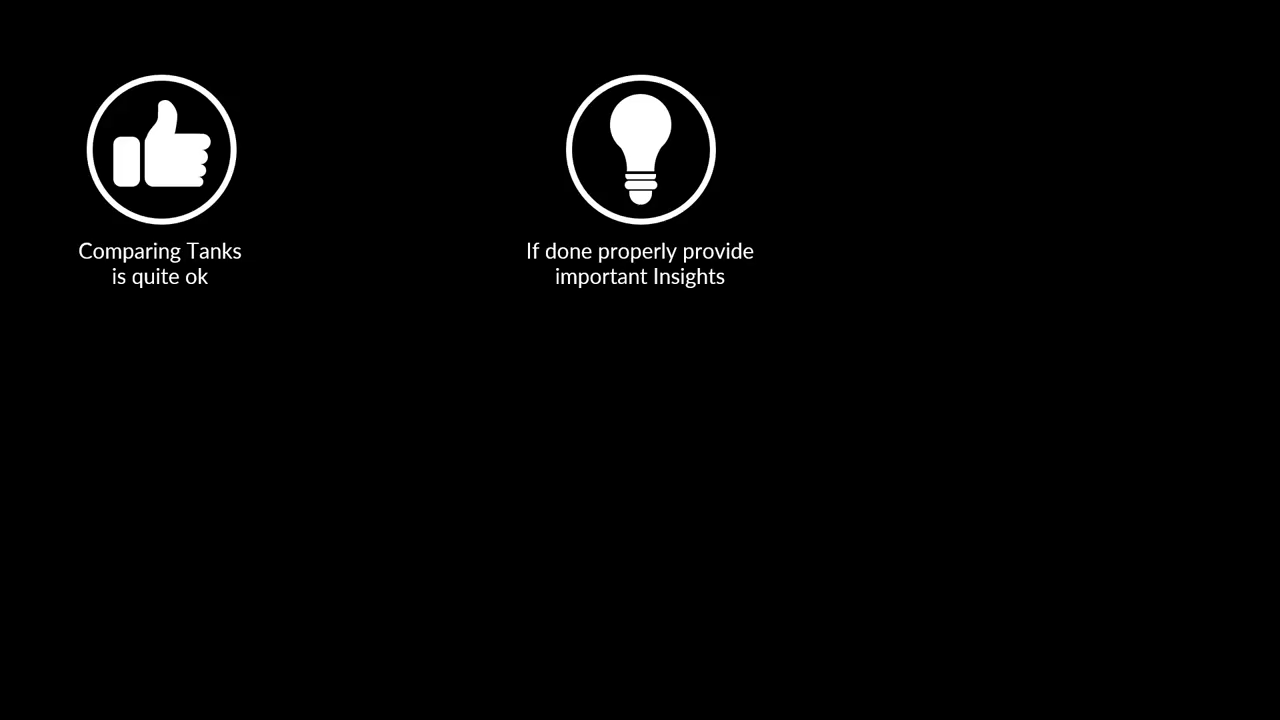 Comparing Tanks
is quite ok
If done properly provide
important Insights